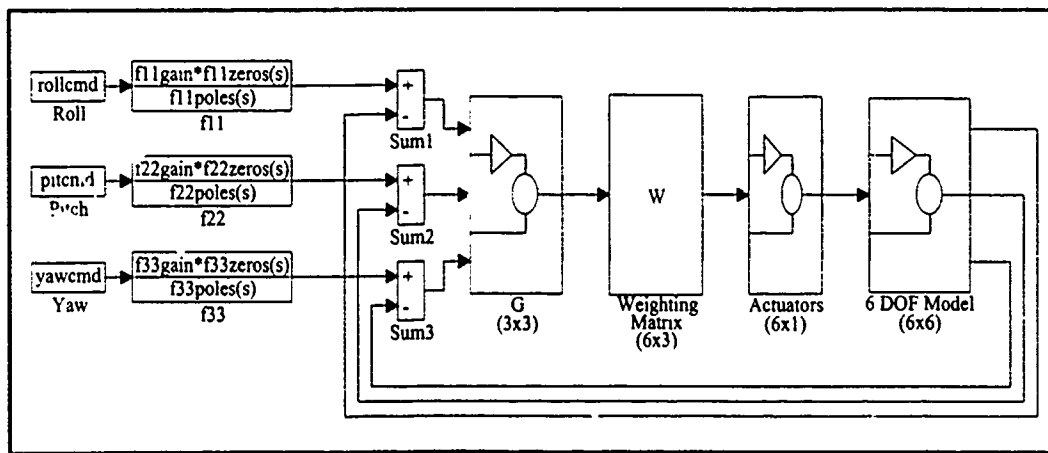 rollcmd
Roll
f11gain*f11zeros(s)
f11poles(s)
f11
+
-
Sum1
Pitch
f22gain*f22zeros(s)
f22poles(s)
f22
+
-
Sum2
yawcmd
Yaw
f33gain*f33zeros(s)
f33poles(s)
f33
+
-
Sum3
G
(3x3)
W
Weighting
Matrix
(6x3)
Actuators
(6x1)
6 DOF Model
(6x6)